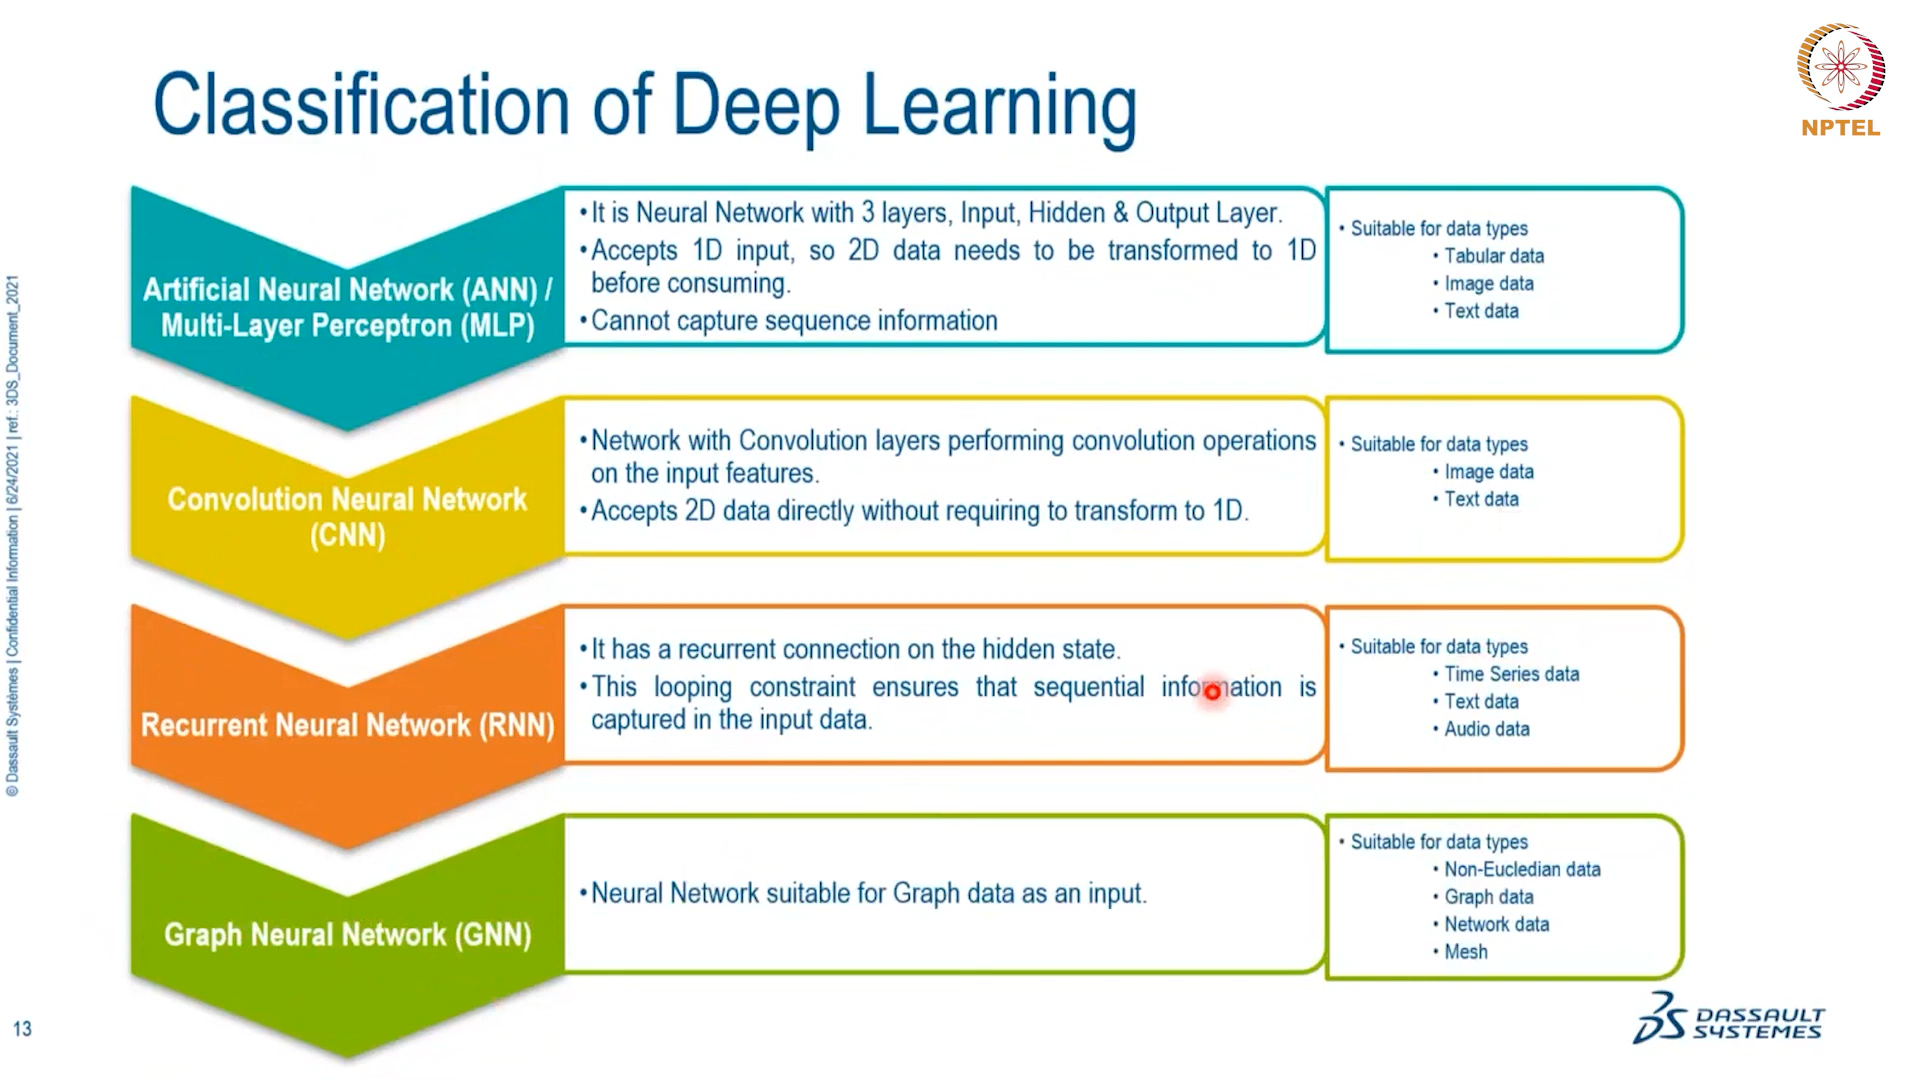 Classification of Deep Learning
NPTEL
Artificial Neural Network (ANN) /
Multi-Layer Perceptron (MLP)
•It is Neural Network with 3 layers, Input, Hidden & Output Layer.
•Accepts 1D input, so 2D data needs to be transformed to 1D
before consuming.
•Cannot capture sequence information
• Suitable for data types
• Tabular data
• Image data
• Text data
Convolution Neural Network
(CNN)
•Network with Convolution layers performing convolution operations
on the input features.
•Accepts 2D data directly without requiring to transform to 1D.
• Suitable for data types
• Image data
• Text data
Recurrent Neural Network (RNN)
•It has a recurrent connection on the hidden state.
•This looping constraint ensures that sequential information is
captured in the input data.
• Suitable for data types
• Time Series data
• Text data
• Audio data
Graph Neural Network (GNN)
•Neural Network suitable for Graph data as an input.
• Suitable for data types
• Non-Eucledian data
• Graph data
• Network data
• Mesh
© Dassault Systèmes | Confidential Information | 6/24/2021 | ref.: 3DS_Document_2021
13
DASSAULT
SYSTEMES